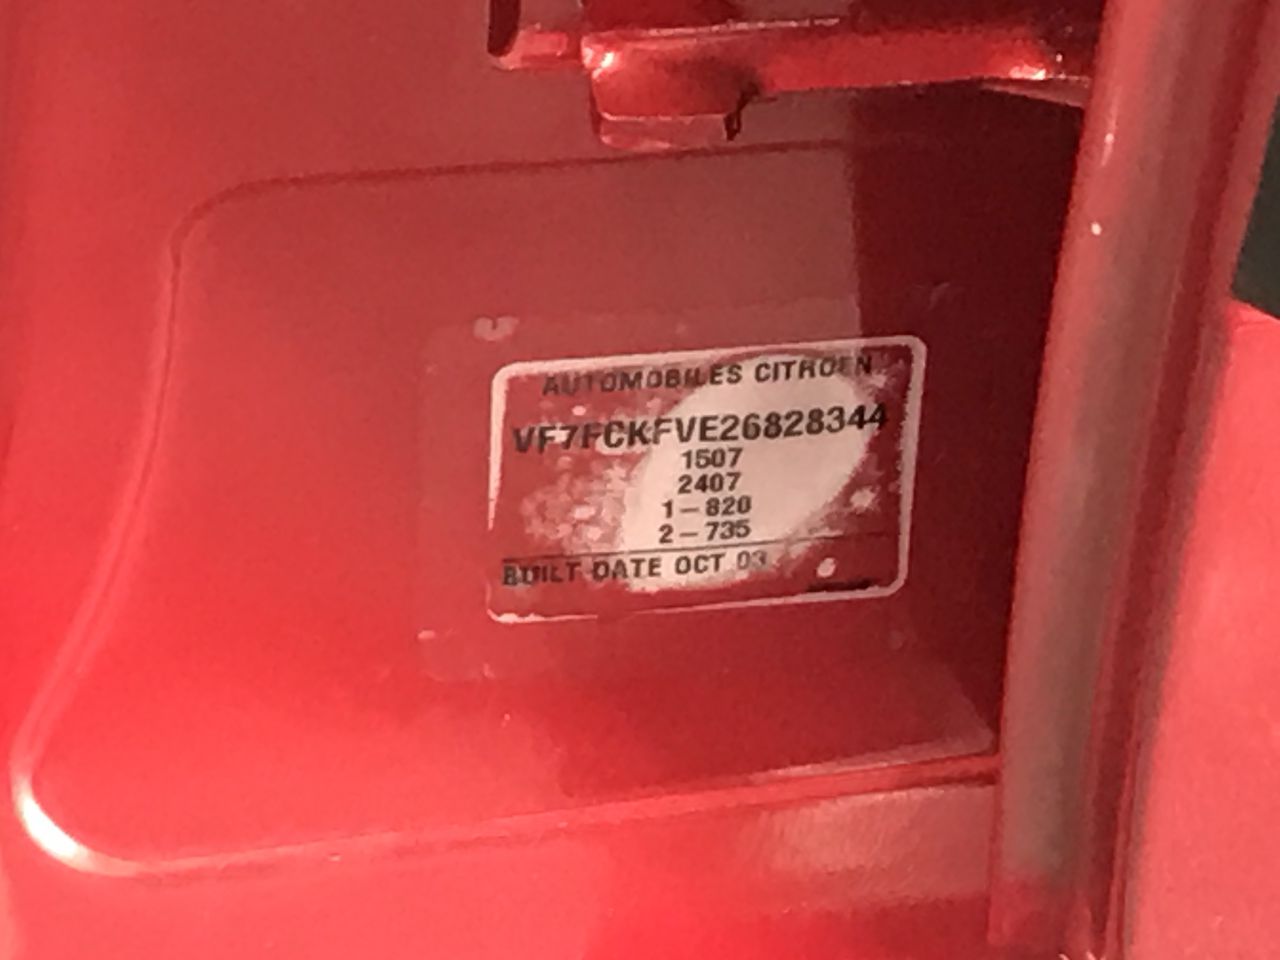 AUTOMOBILES CITROEN
VF7FCKFVE26828344
1507
2407
1-820
2-735
BUILT DATE OCT 03